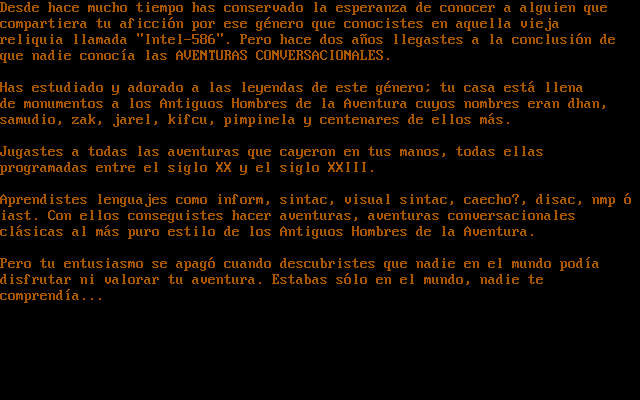 Desde hace mucho tiempo has conservado la esperanza de conocer a alguien que
compartiera tu afición por ese género que conocistes en aquella vieja
reliquia llamada "Intel-586". Pero hace dos años llegastes a la conclusión de
que nadie conocía las AVENTURAS CONVERSACIONALES.
Has estudiado y adorado a las leyendas de este género; tu casa está llena
de monumentos a los Antiguos Hombres de la Aventura cuyos nombres eran dhan,
samudio, zak, jarel, kifcu, pimpinela y centenares de ellos más.
Jugastes a todas las aventuras que cayeron en tus manos, todas ellas
programadas entre el siglo XX y el siglo XXIII.
Aprendistes lenguajes como inform, sintac, visual sintac, caecho?, disac, nmp ó
iast. Con ellos conseguistes hacer aventuras, aventuras conversacionales
clásicas al más puro estilo de los Antiguos Hombres de la Aventura.
Pero tu entusiasmo se apagó cuando descubristes que nadie en el mundo podía
disfrutar ni valorar tu aventura. Estabas sólo en el mundo, nadie te
comprendía...